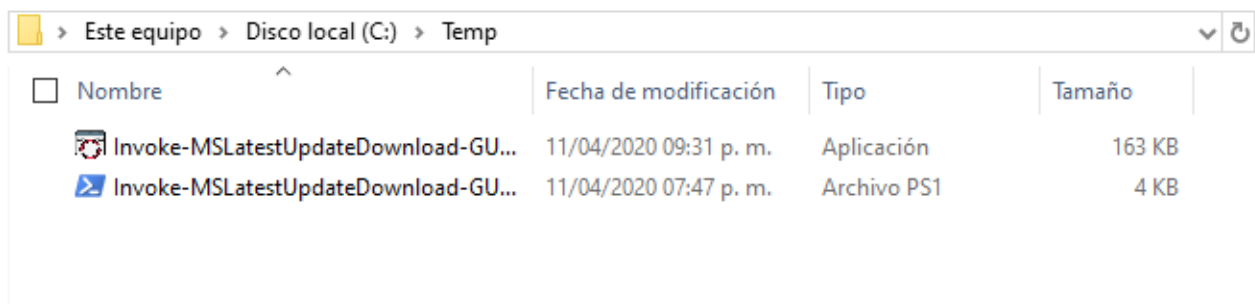 Este equipo > Disco local (C:) > Temp
Nombre Fecha de modificación Tipo Tamaño
Invoke-MSLatestUpdateDownload-GU... 11/04/2020 09:31 p. m. Aplicación 163 KB
Invoke-MSLatestUpdateDownload-GU... 11/04/2020 07:47 p. m. Archivo PS1 4 KB